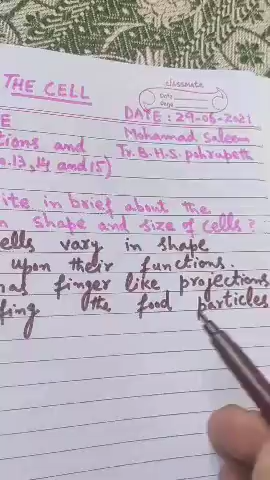 THE CELL
classmate
Date
Page
DATE : 29-06-2021
Mohamad Saleem
tions and Tr. B.H.S. pohrupeth
o.13, 14 and 15)
ite in brief about the
n shape and size of cells?
ells vary in shape
upon their functions.
has finger like projections
fing the food particles